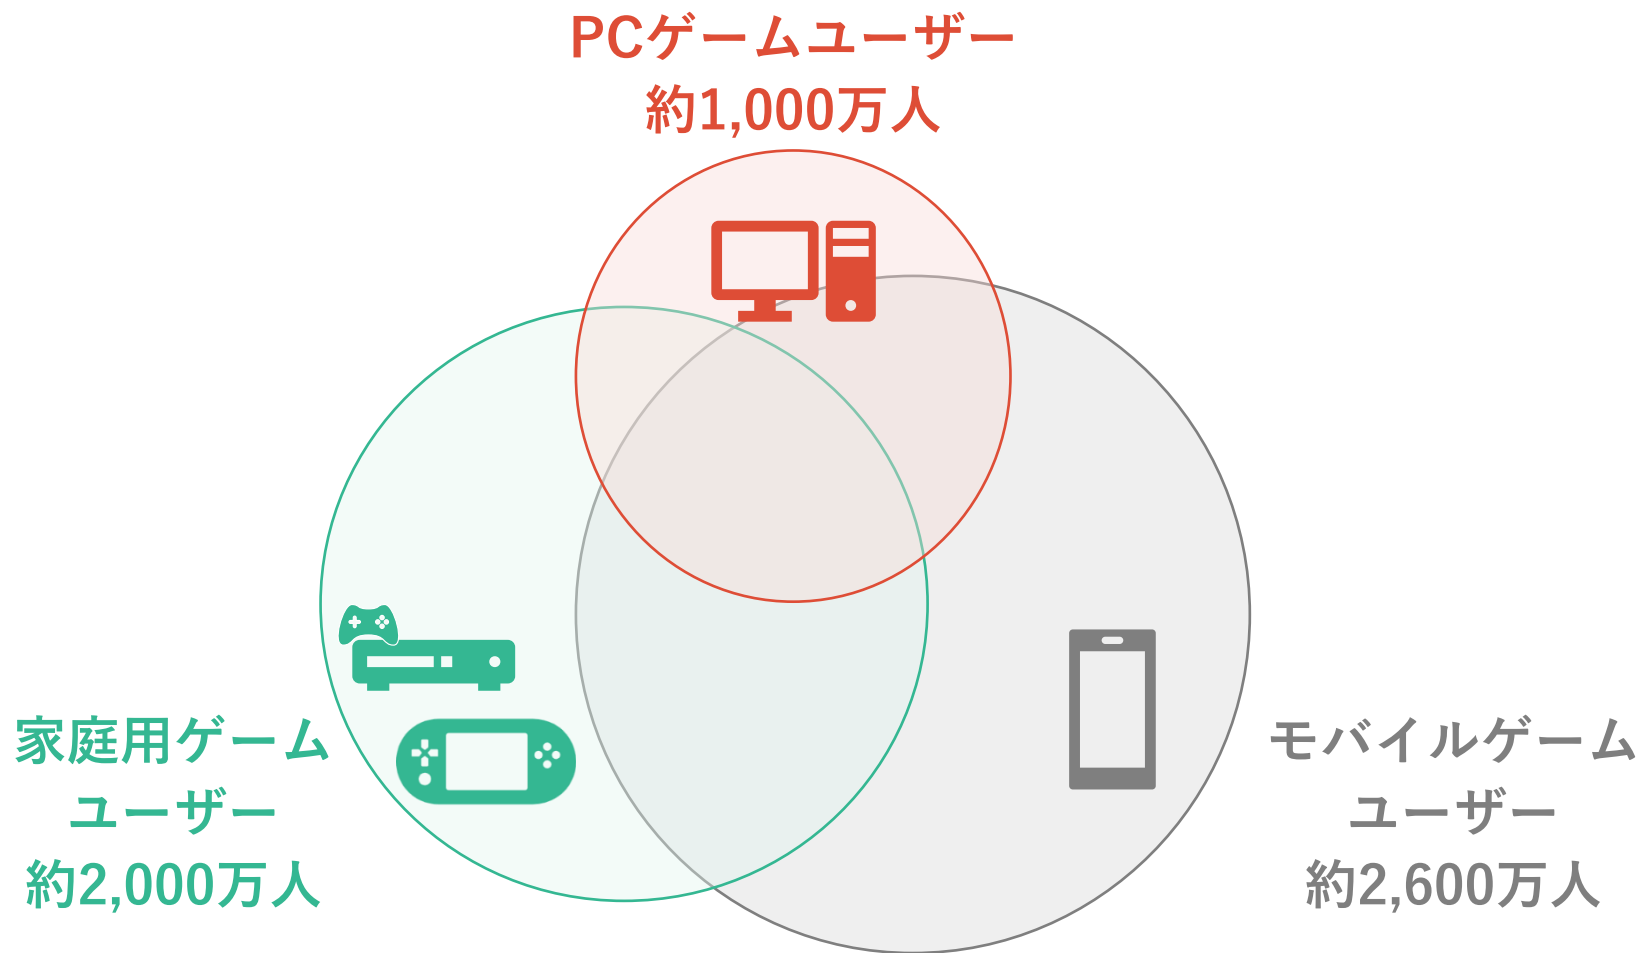 PCゲームユーザー
約1,000万人
家庭用ゲーム
ユーザー
約2,000万人
モバイルゲーム
ユーザー
約2,600万人